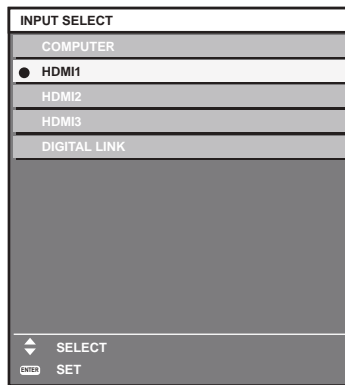 INPUT SELECT
COMPUTER
HDMI1
HDMI2
HDMI3
DIGITAL LINK
SELECT
ENTER SET